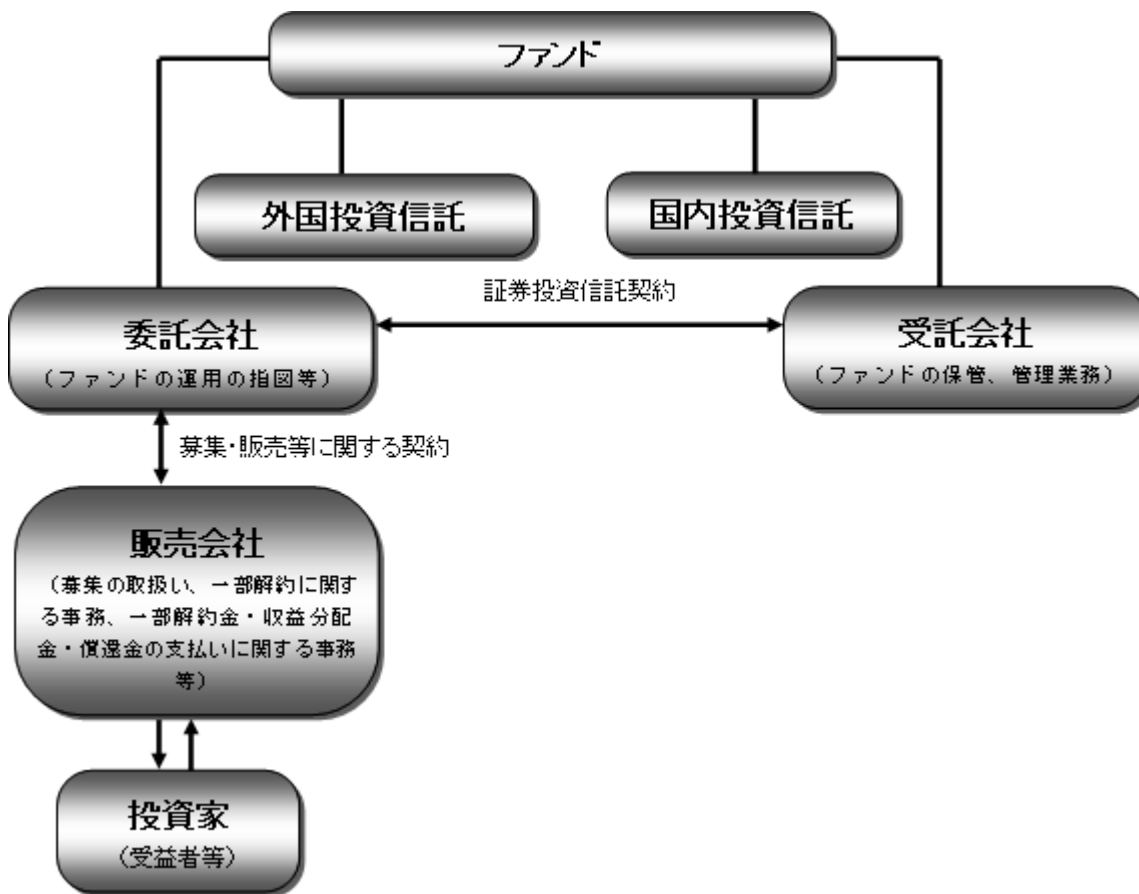 ファンド
外国投資信託
国内投資信託
証券投資信託契約
委託会社
（ファンドの運用の指図等）
受託会社
（ファンドの保管、管理業務）
募集・販売等に関する契約
販売会社
（募集の取扱い、一部解約に関す
る事務、一部解約金・収益分配
金・償還金の支払いに関する事務
等）
投資家
（受益者等）